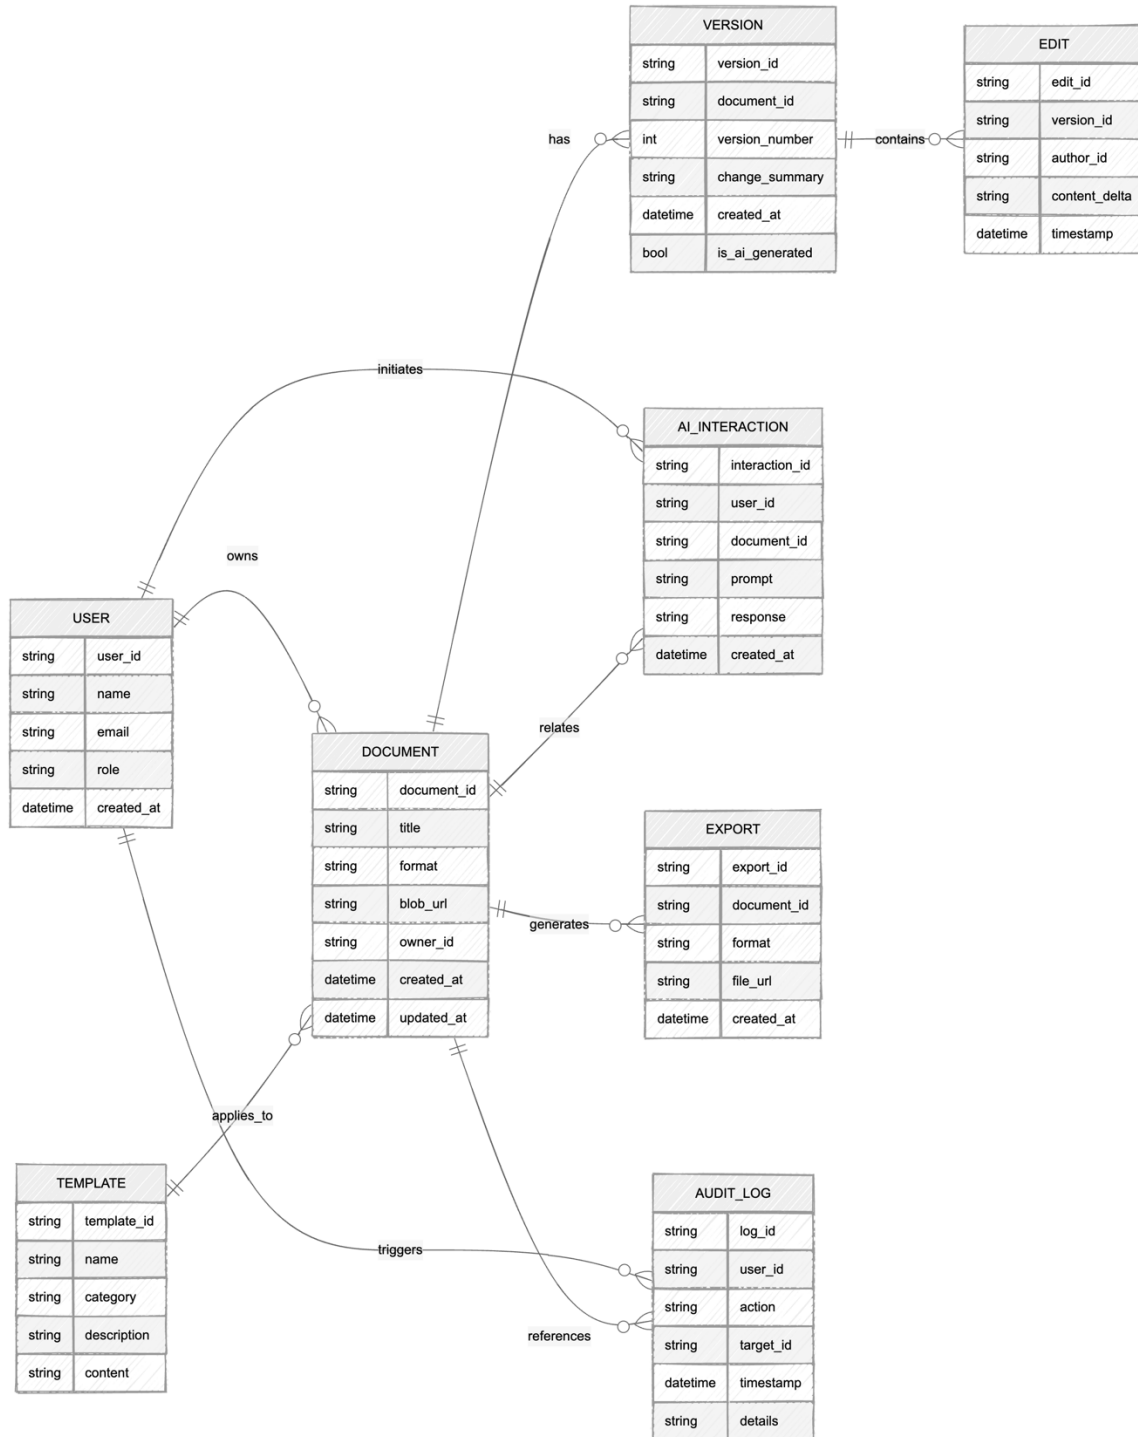 VERSION
string version_id
string document_id
int version_number
string change_summary
datetime created_at
bool is_ai_generated
EDIT
string edit_id
string version_id
string author_id
string content_delta
datetime timestamp
has
contains
initiates
AI_INTERACTION
string interaction_id
string user_id
string document_id
string prompt
string response
datetime created_at
owns
USER
string user_id
string name
string email
string role
datetime created_at
relates
DOCUMENT
string document_id
string title
string format
string blob_url
string owner_id
datetime created_at
datetime updated_at
EXPORT
string export_id
string document_id
string format
string file_url
datetime created_at
generates
applies_to
TEMPLATE
string template_id
string name
string category
string description
string content
triggers
references
AUDIT_LOG
string log_id
string user_id
string action
string target_id
datetime timestamp
string details